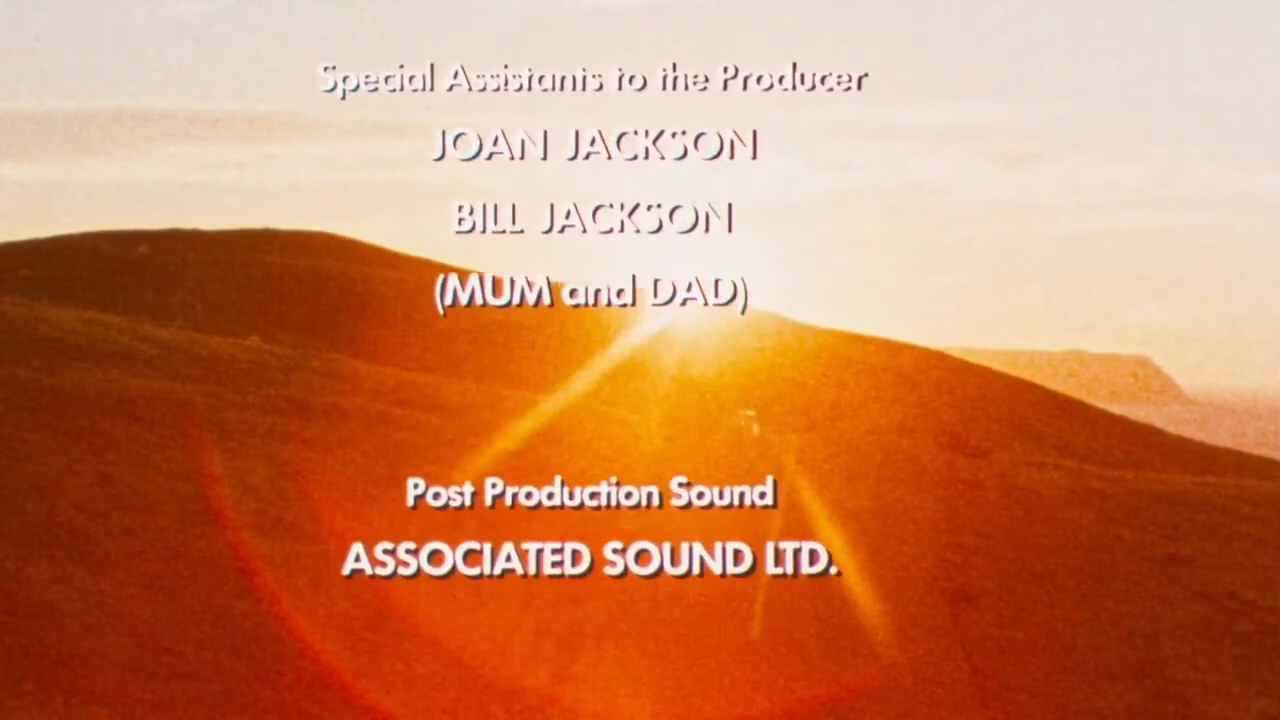 Special Assistants to the Producer
JOAN JACKSON
BILL JACKSON
(MUM and DAD)
Post Production Sound
ASSOCIATED SOUND LTD.